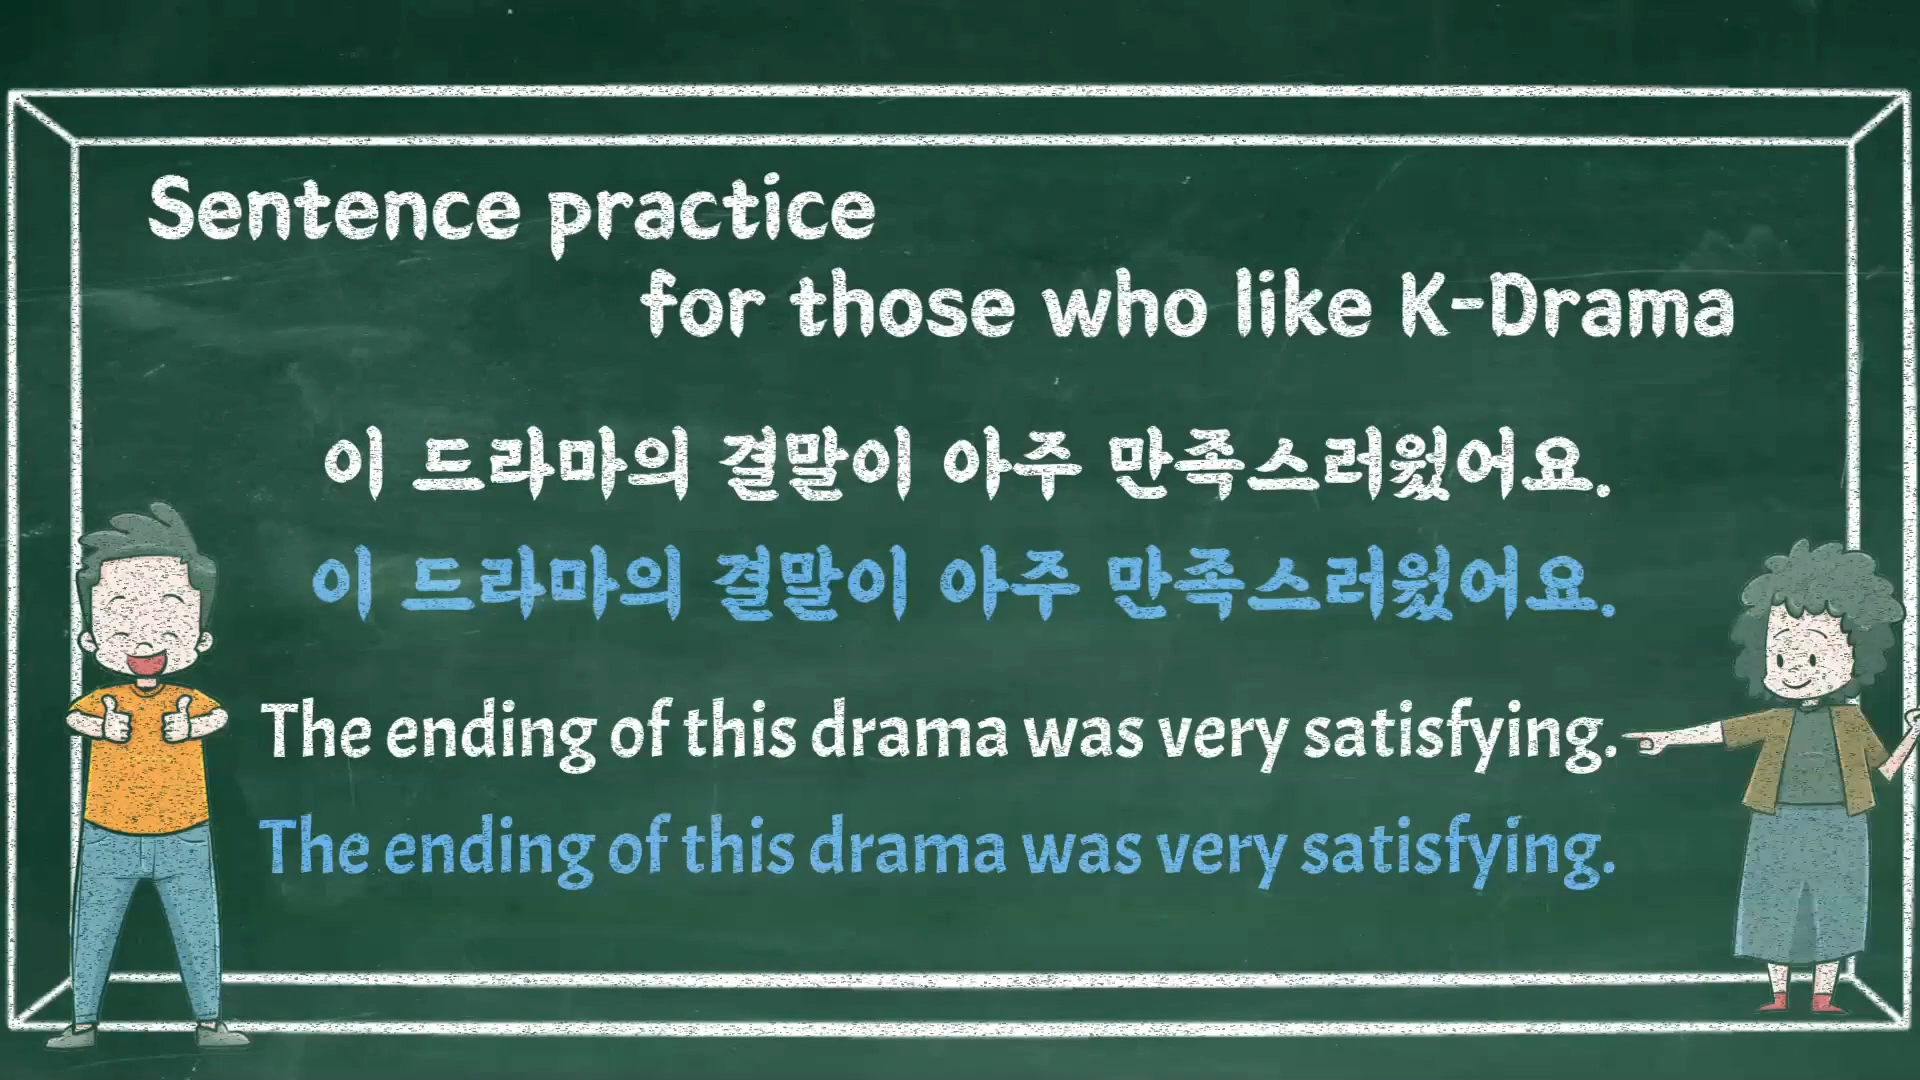 Sentence practice
for those who like K-Drama
이 드라마의 결말이 아주 만족스러웠어요.
이 드라마의 결말이 아주 만족스러웠어요.
The ending of this drama was very satisfying.
The ending of this drama was very satisfying.